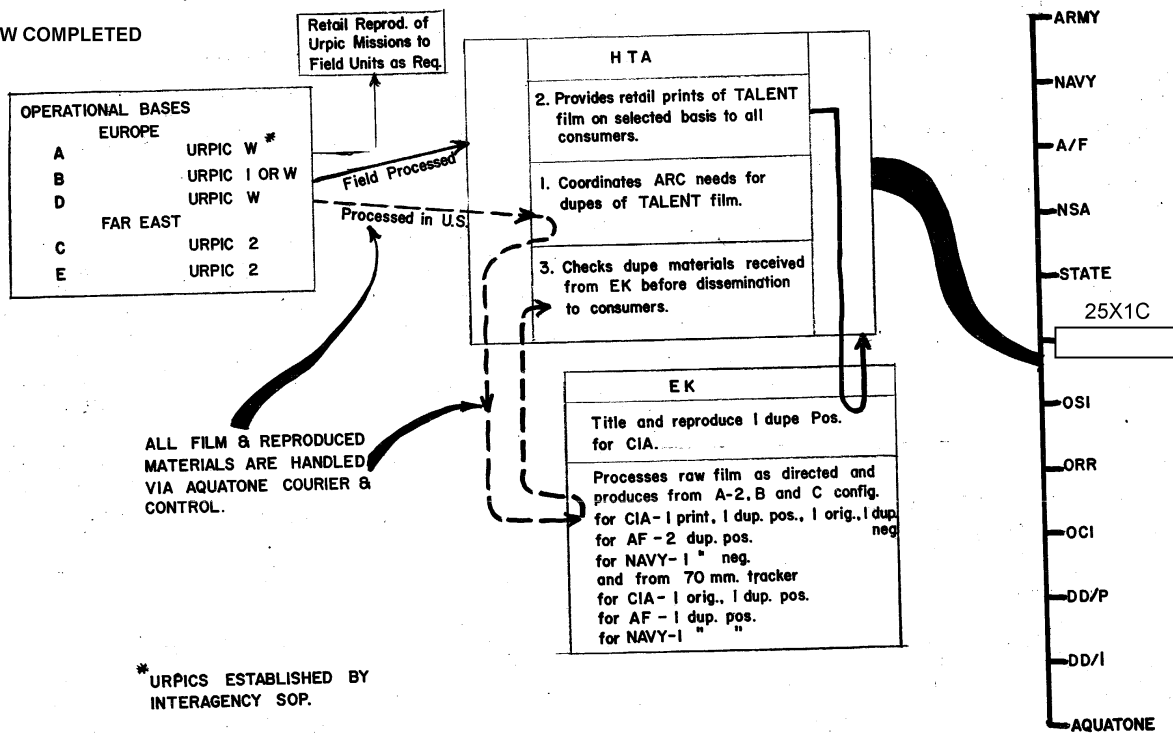 W COMPLETED
Retail Reprod. of
Urpic Missions to
Field Units as Req.
OPERATIONAL BASES
EUROPE
A URPIC W*
B URPIC I OR W
D URPIC W
FAR EAST
C URPIC 2
E URPIC 2
Field Processed
Processed in U.S.
HTA
2. Provides retail prints of TALENT
film on selected basis to all
consumers.
1. Coordinates ARC needs for
dupes of TALENT film.
3. Checks dupe materials received
from EK before dissemination
to consumers.
EK
Title and reproduce I dupe Pos.
for CIA.
Processes raw film as directed and
produces from A-2, B and C config.
for CIA-I print, I dup. pos., I orig., I dup.
neg
for AF-2 dup. pos.
for NAVY-I " neg.
and from 70 mm. tracker
for CIA-I orig., I dup. pos.
for AF-I dup. pos.
for NAVY-I " "
ALL FILM & REPRODUCED
MATERIALS ARE HANDLED
VIA AQUATONE COURIER &
CONTROL.
*URPICS ESTABLISHED BY
INTERAGENCY SOP.
ARMY
NAVY
A/F
NSA
STATE
25X1C
OSI
ORR
OCI
DD/P
DD/I
AQUATONE